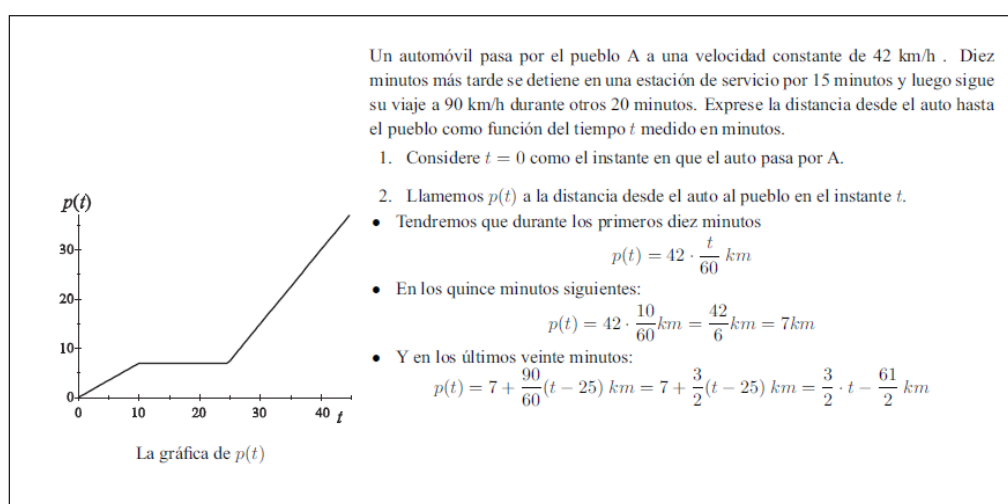 Un automóvil pasa por el pueblo A a una velocidad constante de 42 km/h . Diez
minutos más tarde se detiene en una estación de servicio por 15 minutos y luego sigue
su viaje a 90 km/h durante otros 20 minutos. Exprese la distancia desde el auto hasta
el pueblo como función del tiempo t medido en minutos.
1. Considere t = 0 como el instante en que el auto pasa por A.
2. Llamemos p(t) a la distancia desde el auto al pueblo en el instante t.
• Tendremos que durante los primeros diez minutos
p(t) = 42 · t/60 km
• En los quince minutos siguientes:
p(t) = 42 · 10/60 km = 42/6 km = 7km
• Y en los últimos veinte minutos:
p(t) = 7 + 90/60 (t − 25) km = 7 + 3/2 (t − 25) km = 3/2 · t − 61/2 km
p(t)
30
20
10
0
0 10 20 30 40 t
La gráfica de p(t)